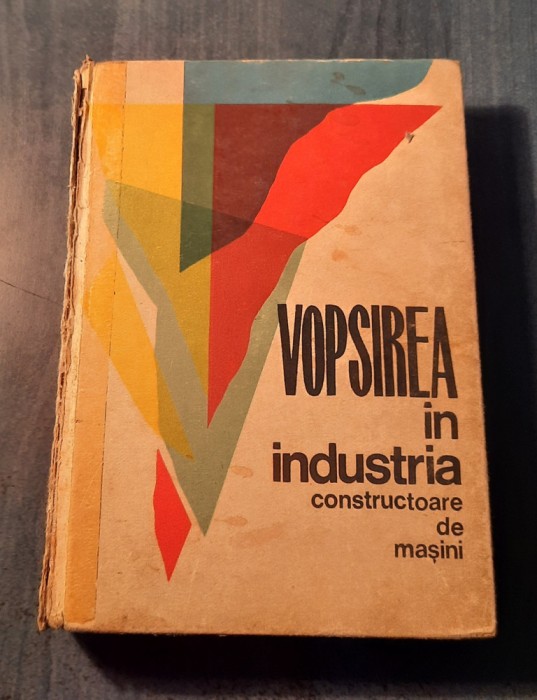 VOPSIREA
in
industria
constructoare
de
mașini